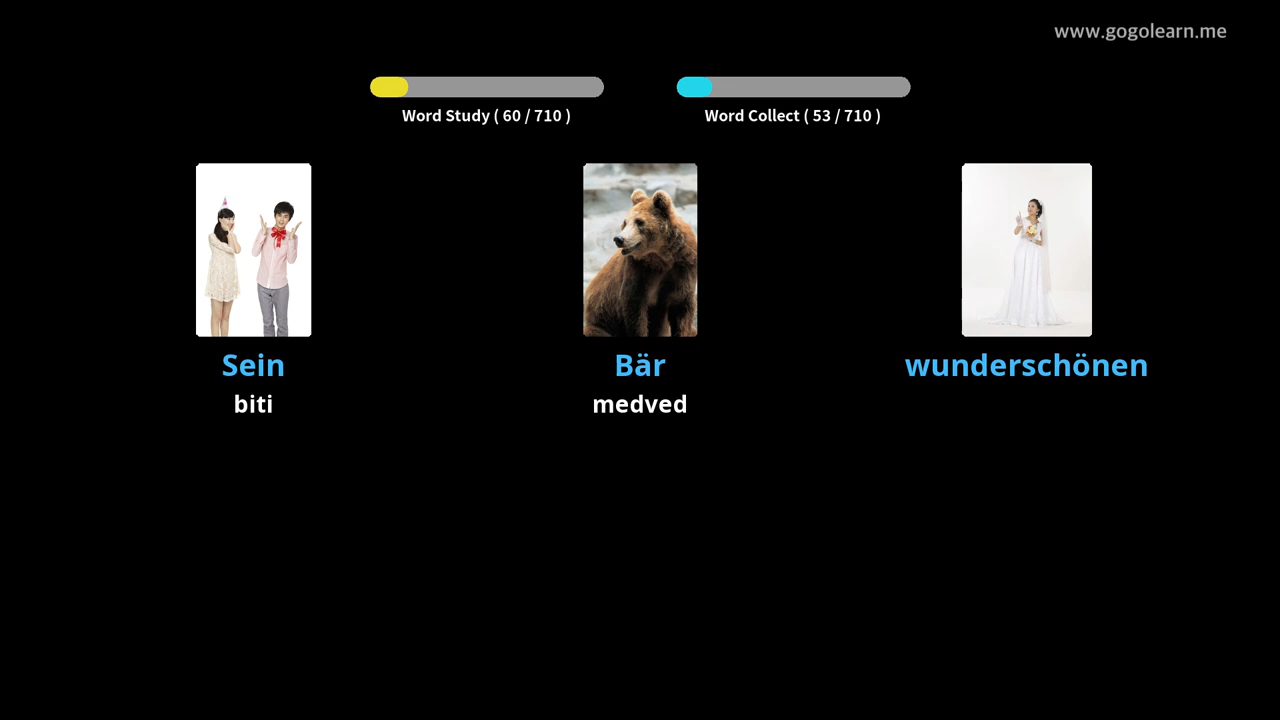 www.gogolearn.me
Word Study ( 60 / 710 )
Word Collect ( 53 / 710 )
Sein
biti
Bär
medved
wunderschönen